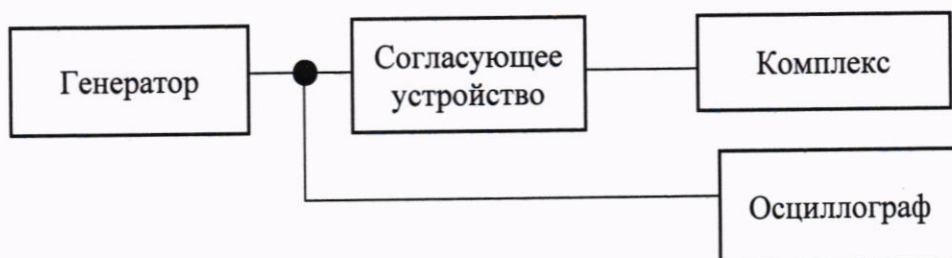 Генератор
Согласующее
устройство
Комплекс
Осциллограф